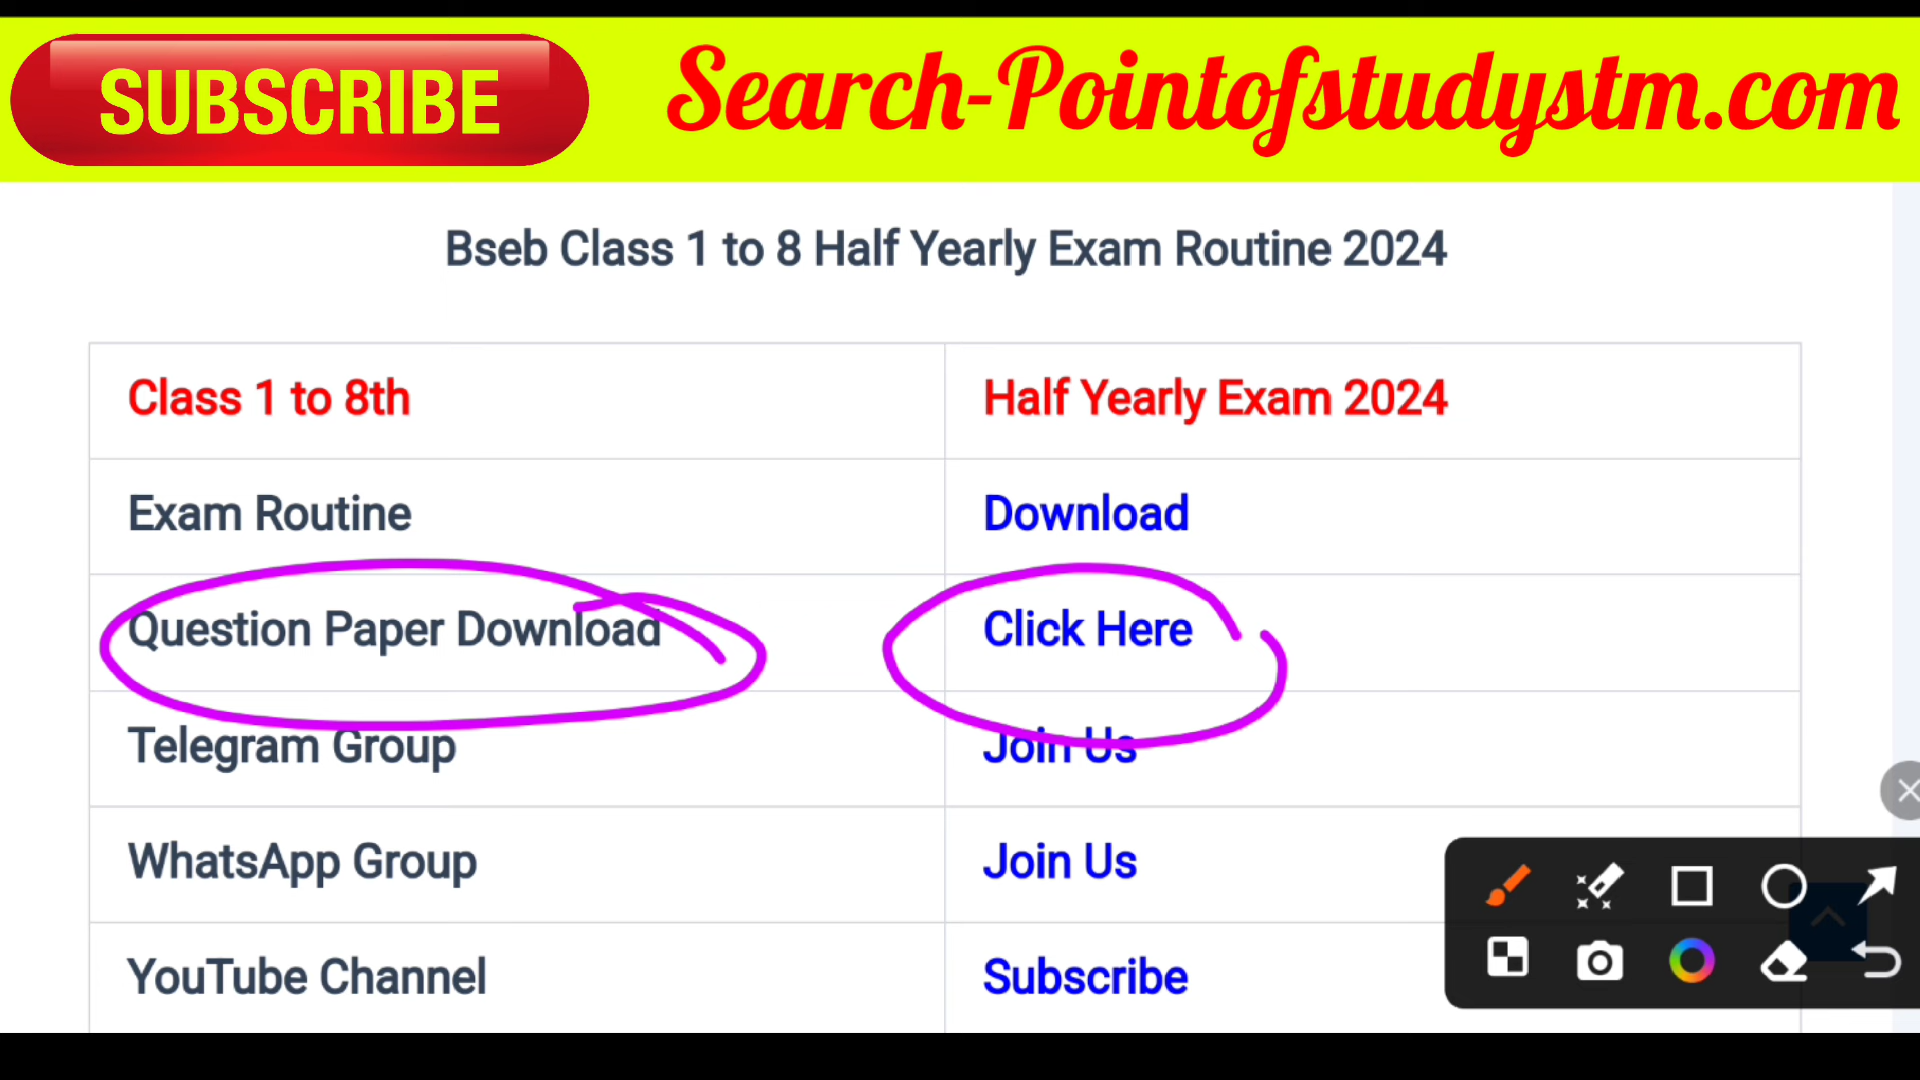 SUBSCRIBE
Search-Pointofstudystm.com
Bseb Class 1 to 8 Half Yearly Exam Routine 2024
Class 1 to 8th Half Yearly Exam 2024
Exam Routine Download
Question Paper Download Click Here
Telegram Group Join Us
WhatsApp Group Join Us
YouTube Channel Subscribe